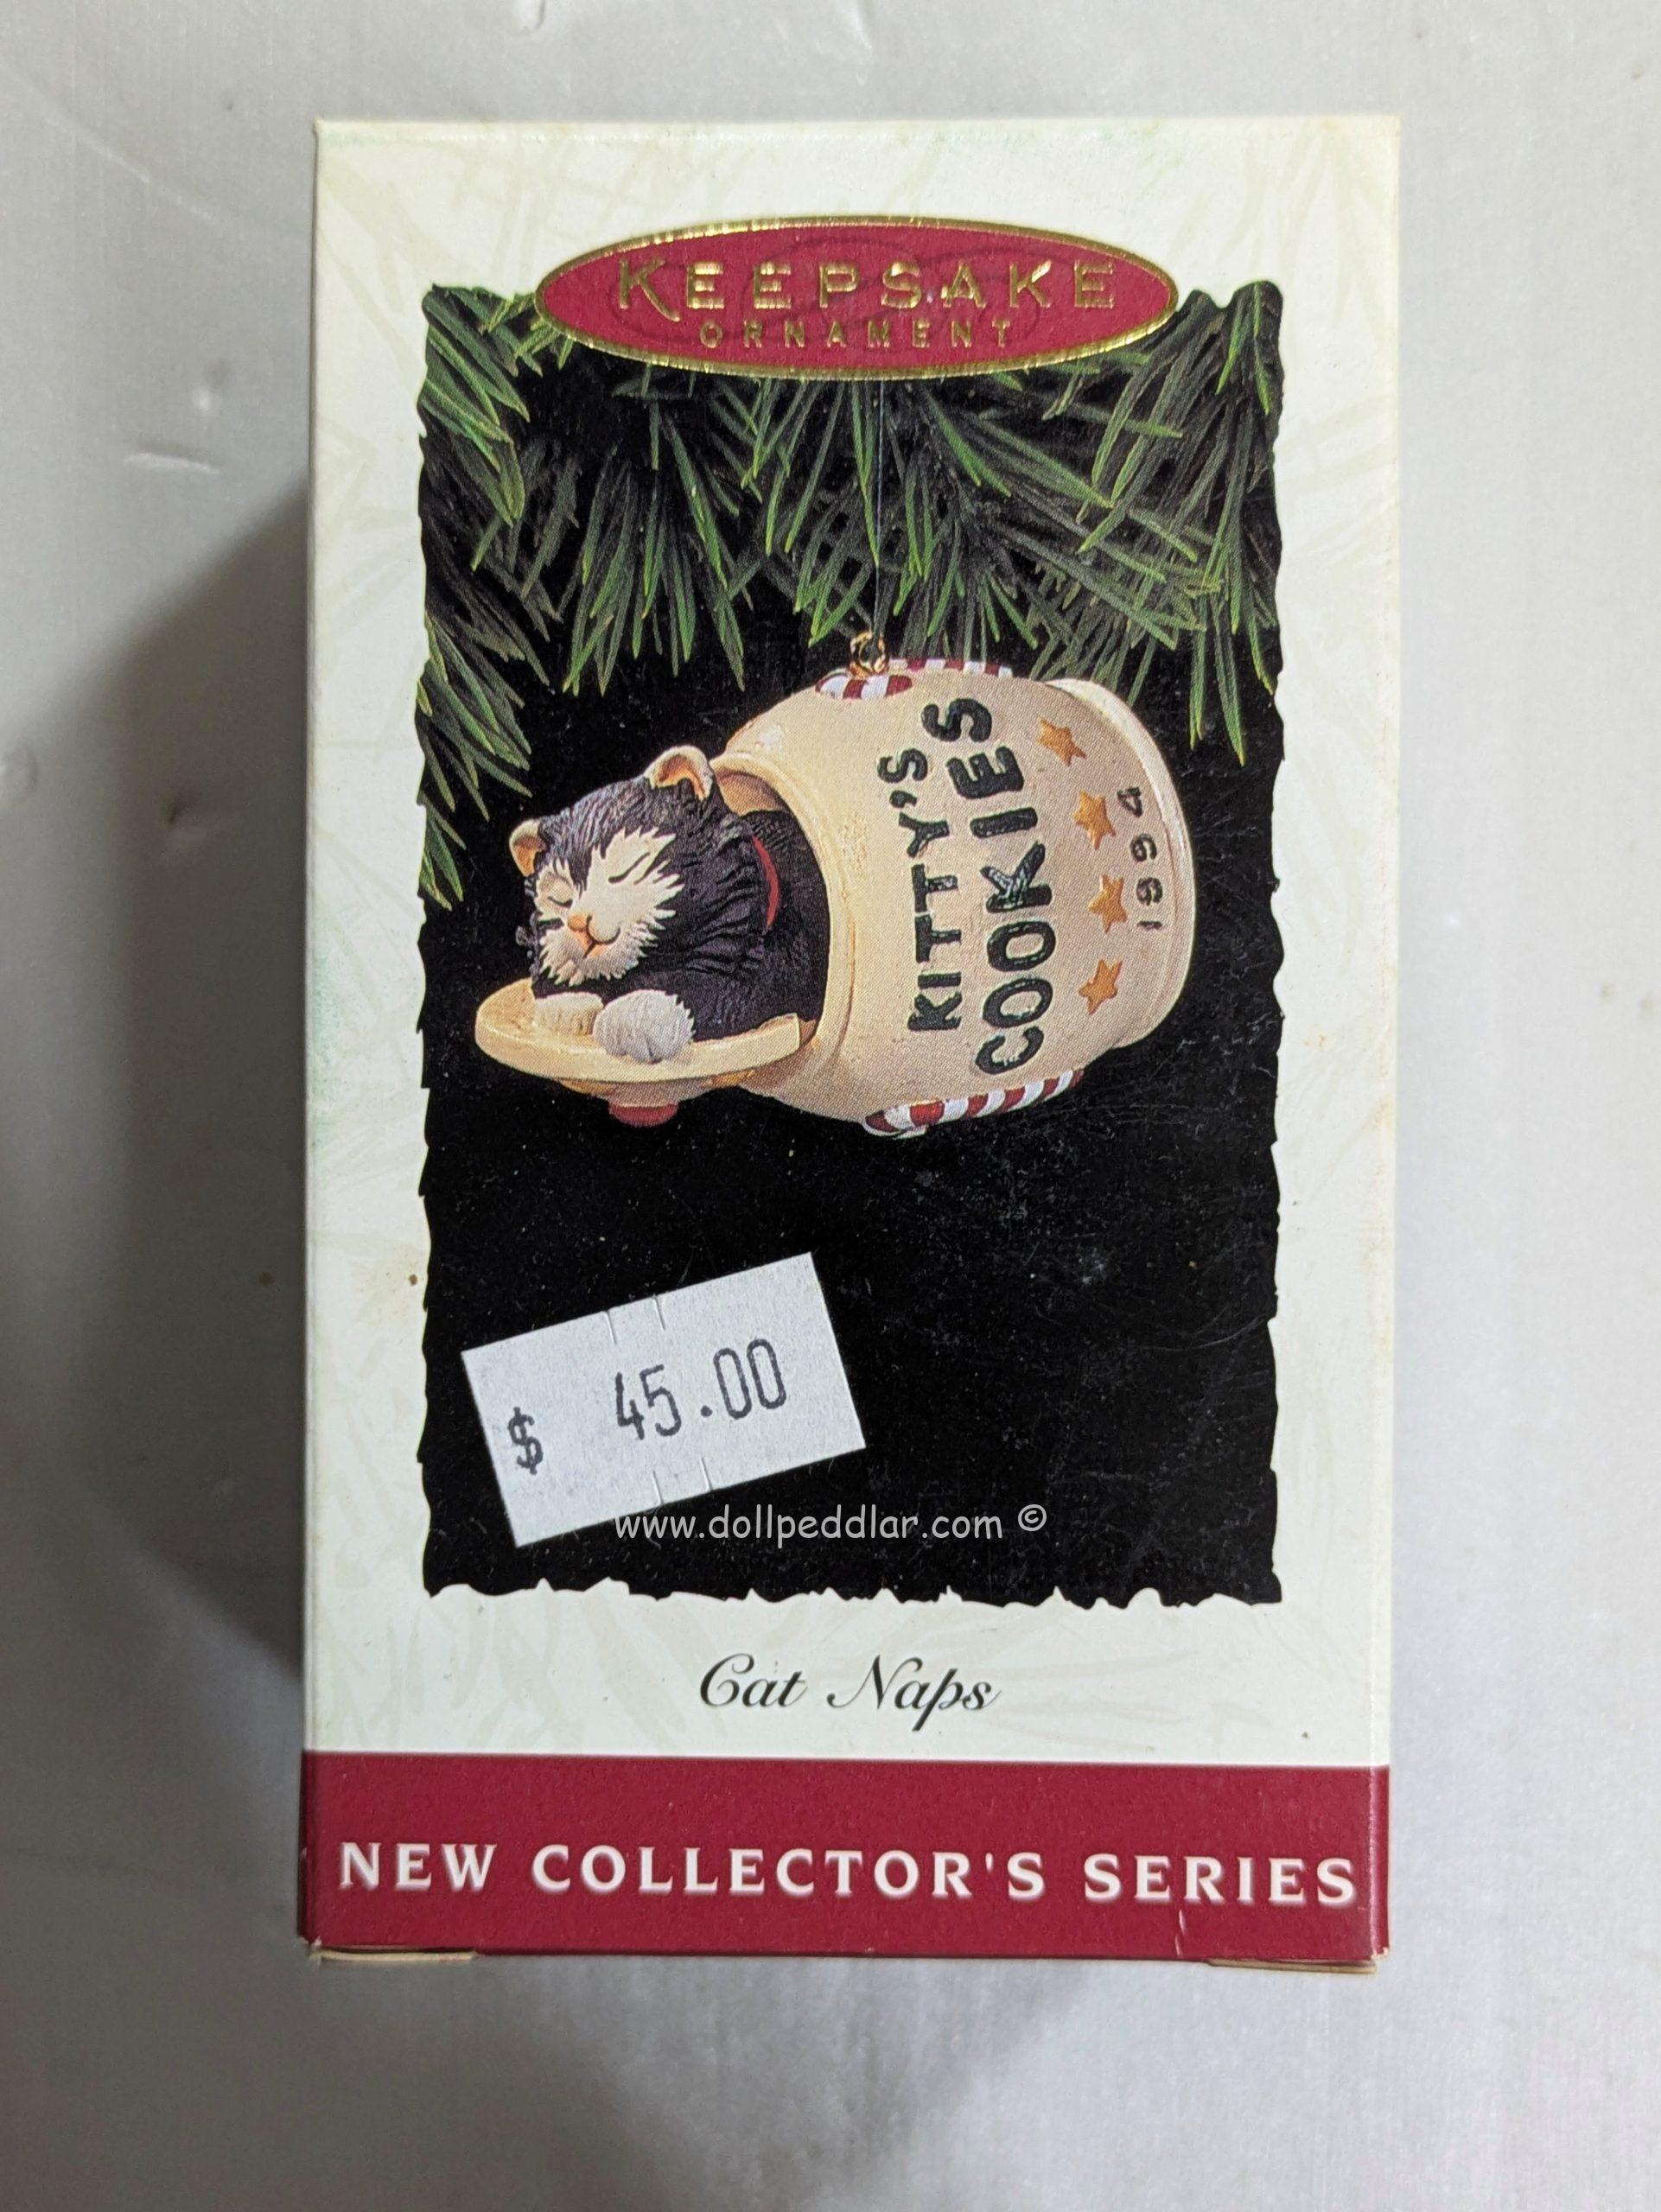 KEEPSAKE
ORNAMENT
KITTY'S
COOKIES
1994
$ 45.00
www.dollpeddlar.com ©
Cat Naps
NEW COLLECTOR'S SERIES